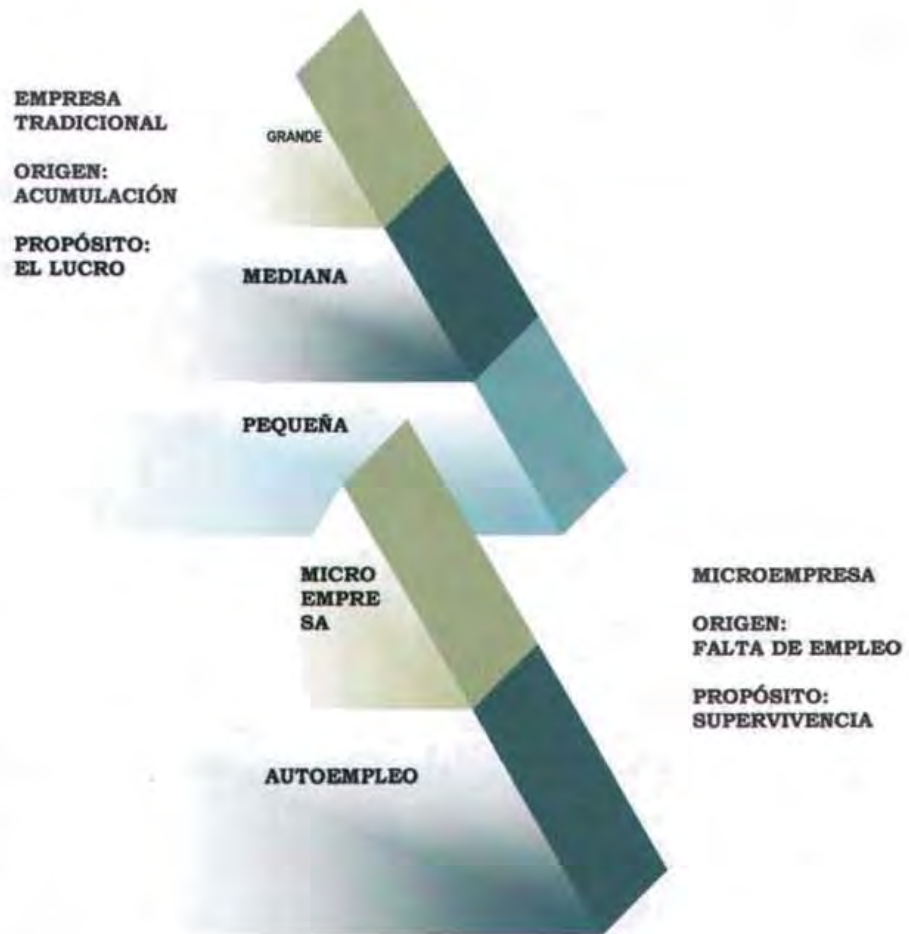 EMPRESA
TRADICIONAL
ORIGEN:
ACUMULACIÓN
PROPÓSITO:
EL LUCRO
GRANDE
MEDIANA
PEQUEÑA
MICRO
EMPRE
SA
AUTOEMPLEO
MICROEMPRESA
ORIGEN:
FALTA DE EMPLEO
PROPÓSITO:
SUPERVIVENCIA